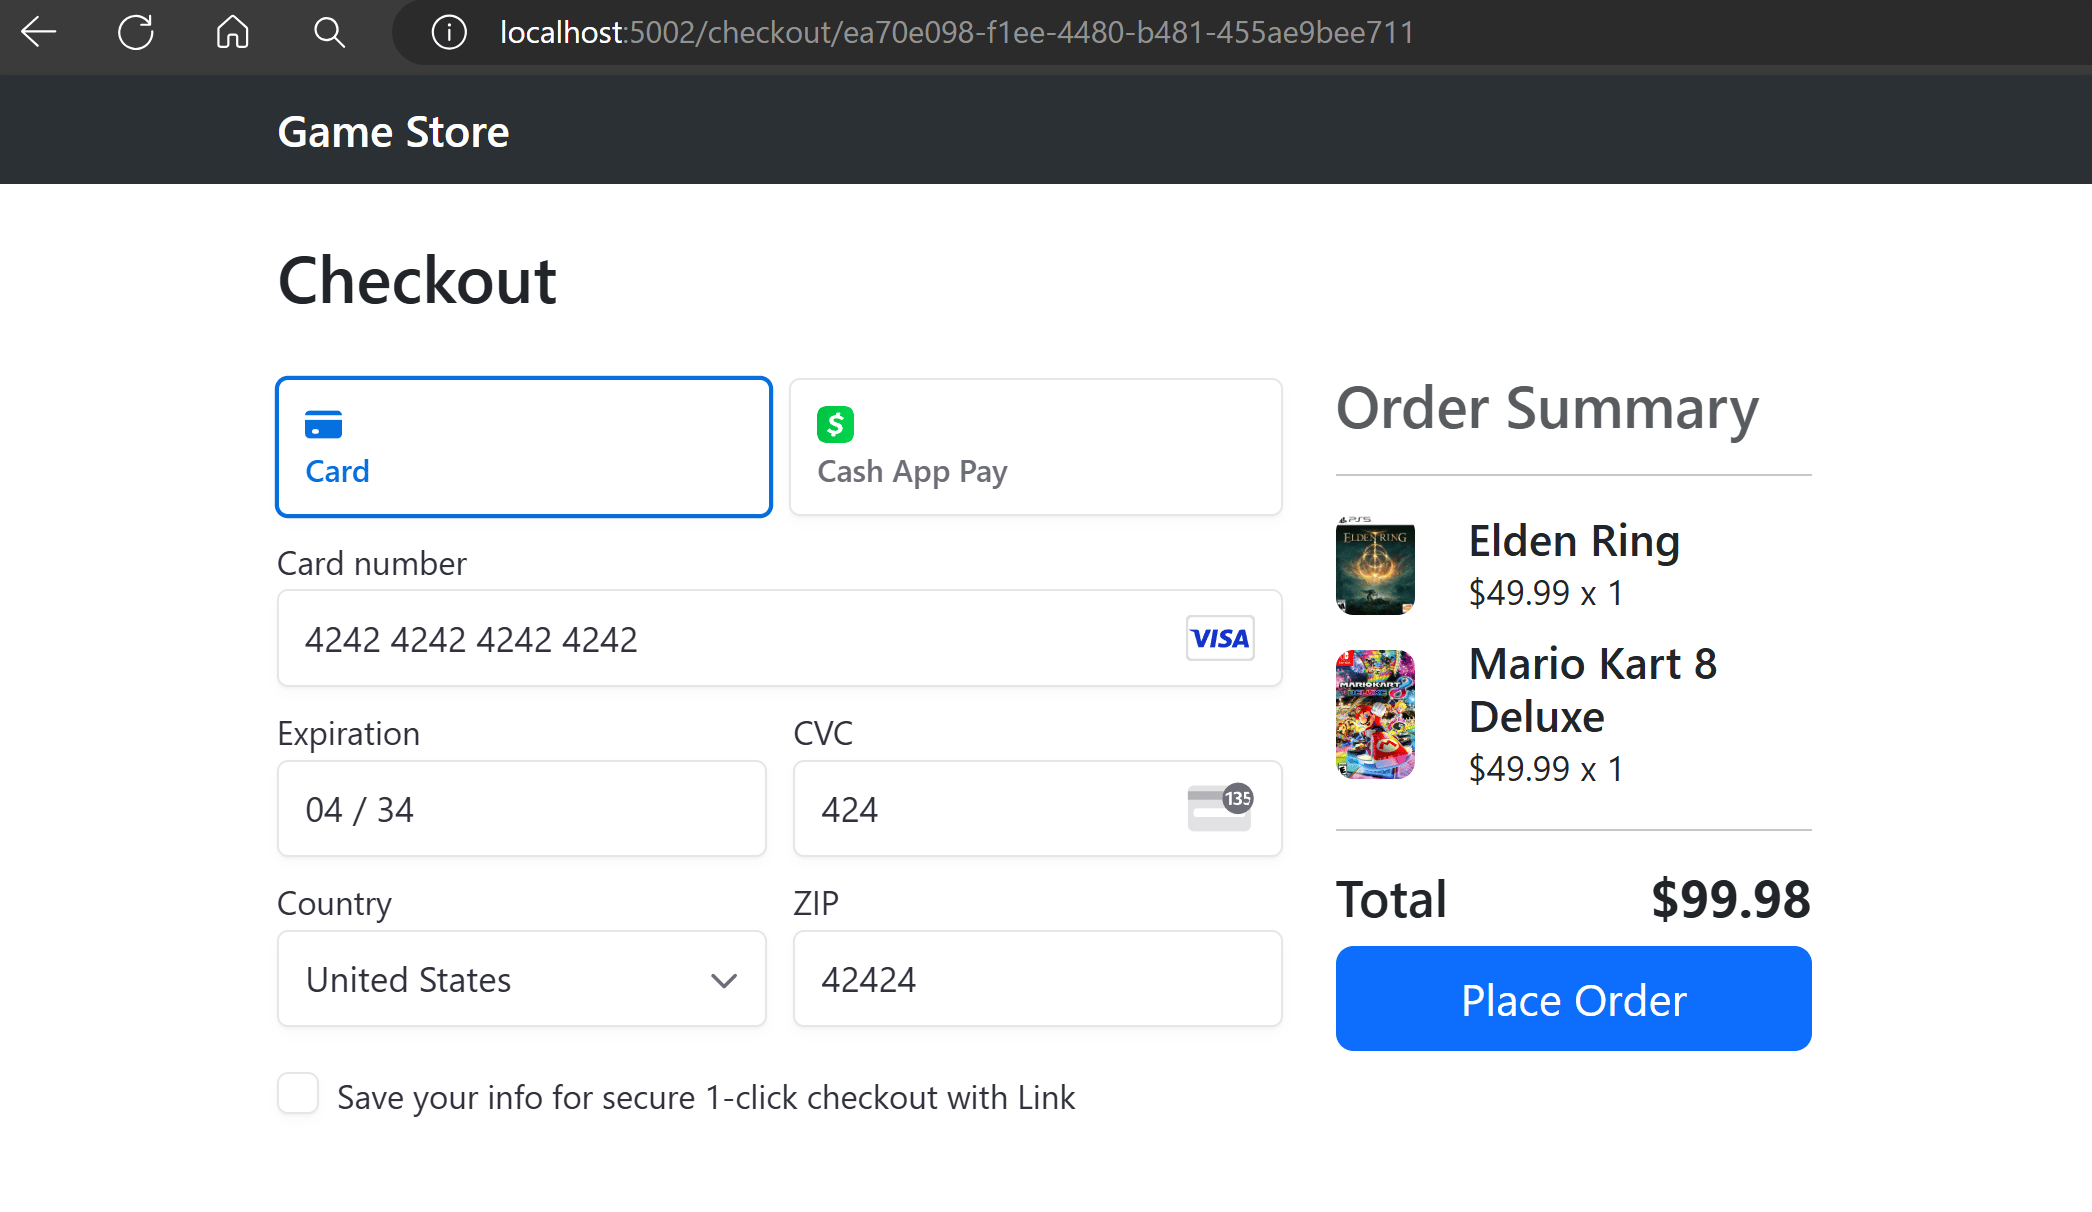 localhost:5002/checkout/ea70e098-f1ee-4480-b481-455ae9bee711
Game Store
Checkout
Card
Cash App Pay
Card number
4242 4242 4242 4242
VISA
Expiration
04 / 34
CVC
424
135
Country
United States
ZIP
42424
Save your info for secure 1-click checkout with Link
Order Summary
PS5
ELDEN RING
Elden Ring
$49.99 x 1
MARIOKART 8
DELUXE
Mario Kart 8
Deluxe
$49.99 x 1
Total
$99.98
Place Order